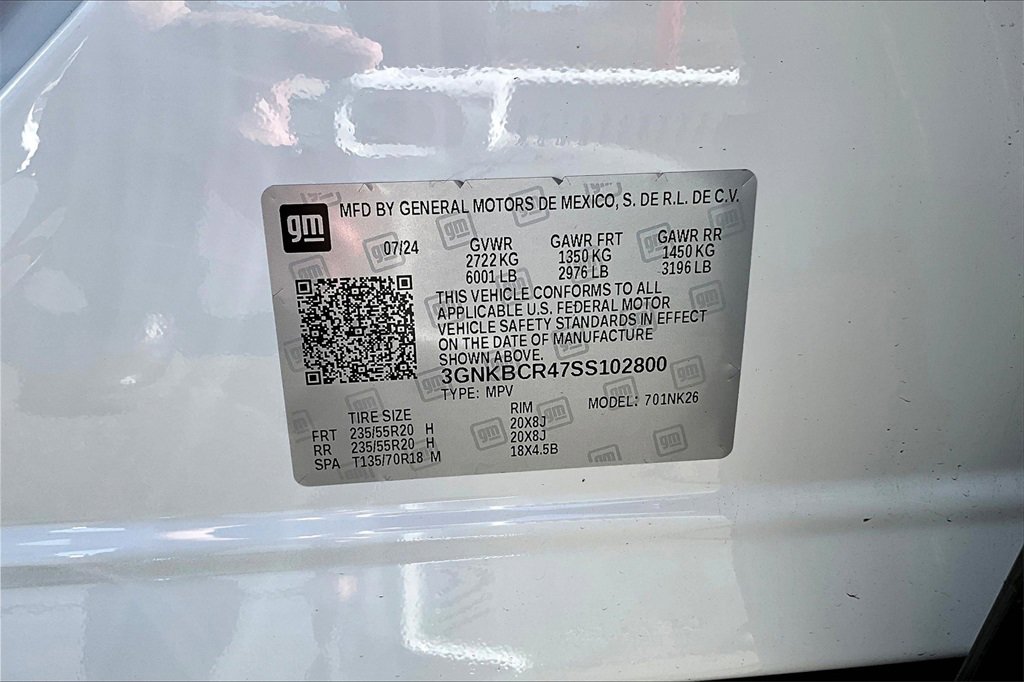 gm MFD BY GENERAL MOTORS DE MEXICO, S. DE R.L. DE C.V.
07/24 GVWR GAWR FRT GAWR RR
2722 KG 1350 KG 1450 KG
6001 LB 2976 LB 3196 LB
THIS VEHICLE CONFORMS TO ALL
APPLICABLE U.S. FEDERAL MOTOR
VEHICLE SAFETY STANDARDS IN EFFECT
ON THE DATE OF MANUFACTURE
SHOWN ABOVE.
3GNKBCR47SS102800
TYPE: MPV MODEL: 701NK26
TIRE SIZE RIM
FRT 235/55R20 H 20X8J
RR 235/55R20 H 20X8J
SPA T135/70R18 M 18X4.5B